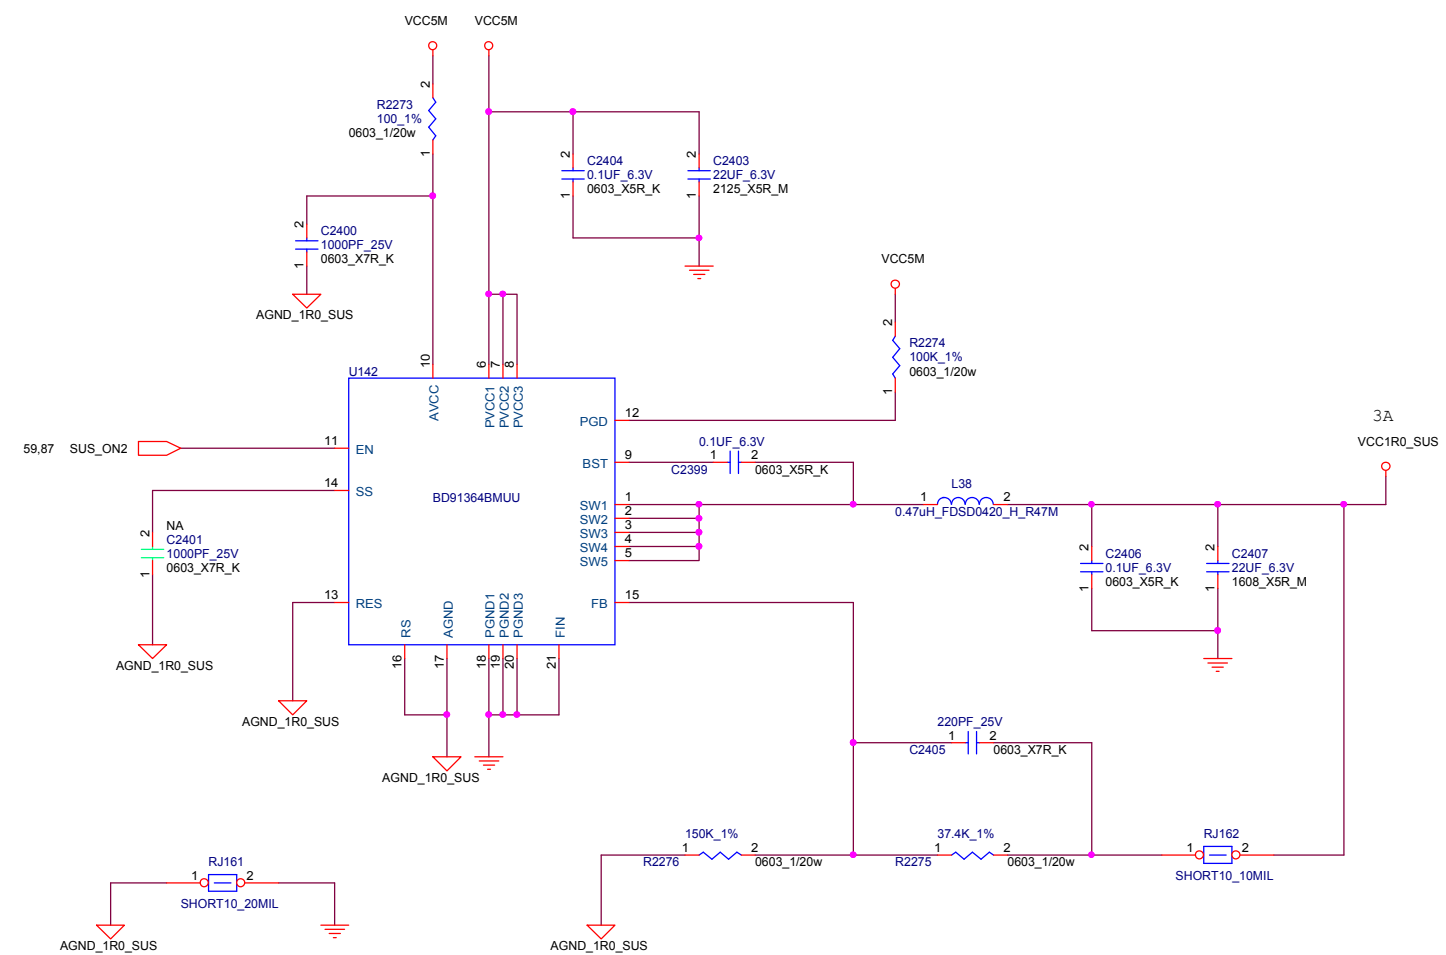 VCC5M
VCC5M
2
R2273
100_1%
0603_1/20w
1
2
C2404
0.1UF_6.3V
0603_X5R_K
1
2
C2403
22UF_6.3V
2125_X5R_M
1
2
C2400
1000PF_25V
0603_X7R_K
1
AGND_1R0_SUS
VCC5M
2
R2274
100K_1%
0603_1/20w
1
U142
10
6
7
8
AVCC
PVCC1
PVCC2
PVCC3
PGD
12
3A
VCC1R0_SUS
59,87
SUS_ON2
11
EN
BST
9
0.1UF_6.3V
1
2
C2399
0603_X5R_K
14
SS
BD91364BMUU
SW1
1
SW2
2
SW3
3
SW4
4
SW5
5
L38
1
2
0.47uH_FDSD0420_H_R47M
NA
2
C2401
1000PF_25V
0603_X7R_K
1
AGND_1R0_SUS
2
C2406
0.1UF_6.3V
0603_X5R_K
1
2
C2407
22UF_6.3V
1608_X5R_M
1
13
RES
FB
15
RS
AGND
PGND1
PGND2
PGND3
FIN
16
17
18
19
20
21
AGND_1R0_SUS
AGND_1R0_SUS
220PF_25V
1
2
C2405
0603_X7R_K
150K_1%
1
2
R2276
0603_1/20w
37.4K_1%
1
2
R2275
0603_1/20w
RJ162
1
2
SHORT10_10MIL
RJ161
1
2
SHORT10_20MIL
AGND_1R0_SUS
AGND_1R0_SUS